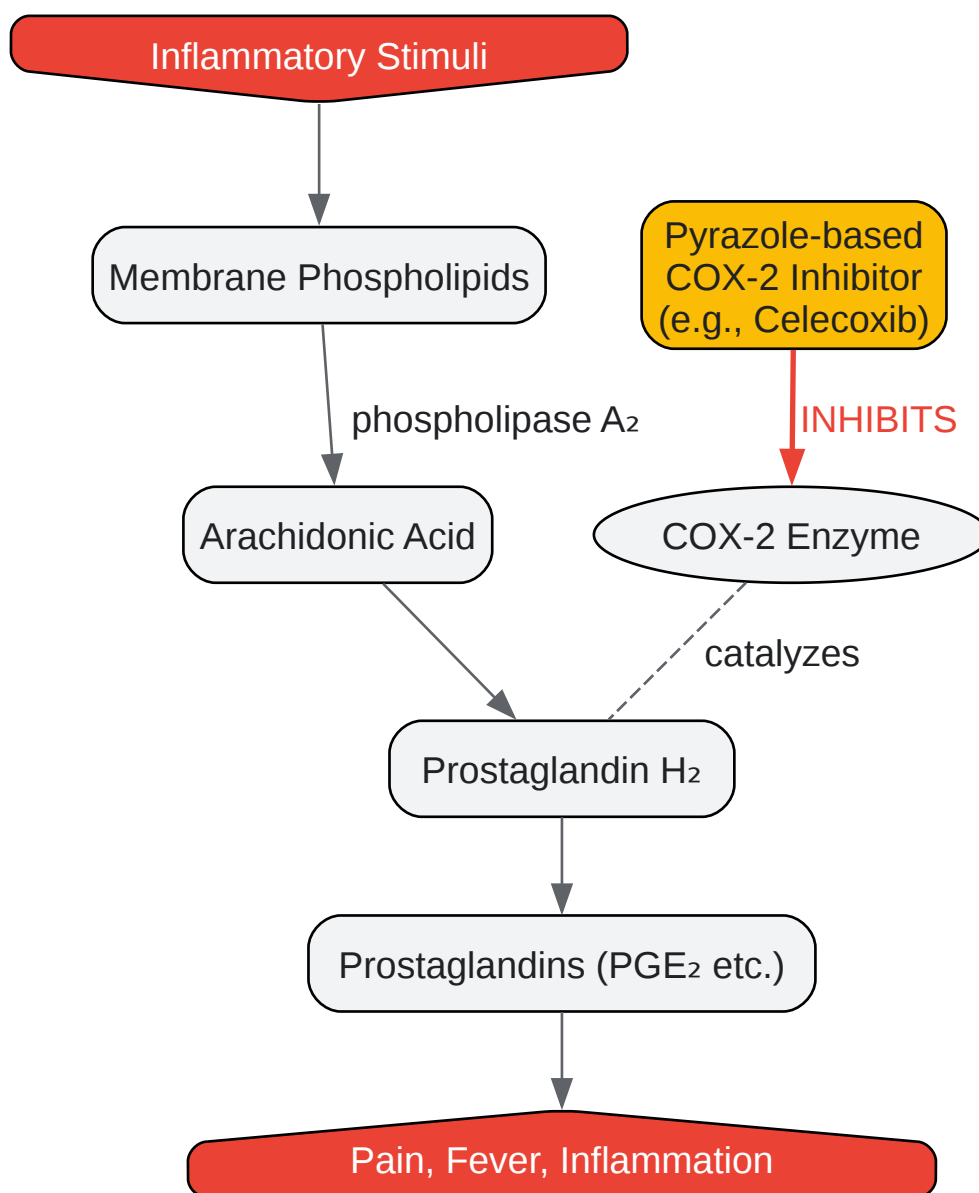 Inflammatory Stimuli
Membrane Phospholipids
Pyrazole-based
COX-2 Inhibitor
(e.g., Celecoxib)
phospholipase A₂
INHIBITS
Arachidonic Acid
COX-2 Enzyme
catalyzes
Prostaglandin H₂
Prostaglandins (PGE₂ etc.)
Pain, Fever, Inflammation